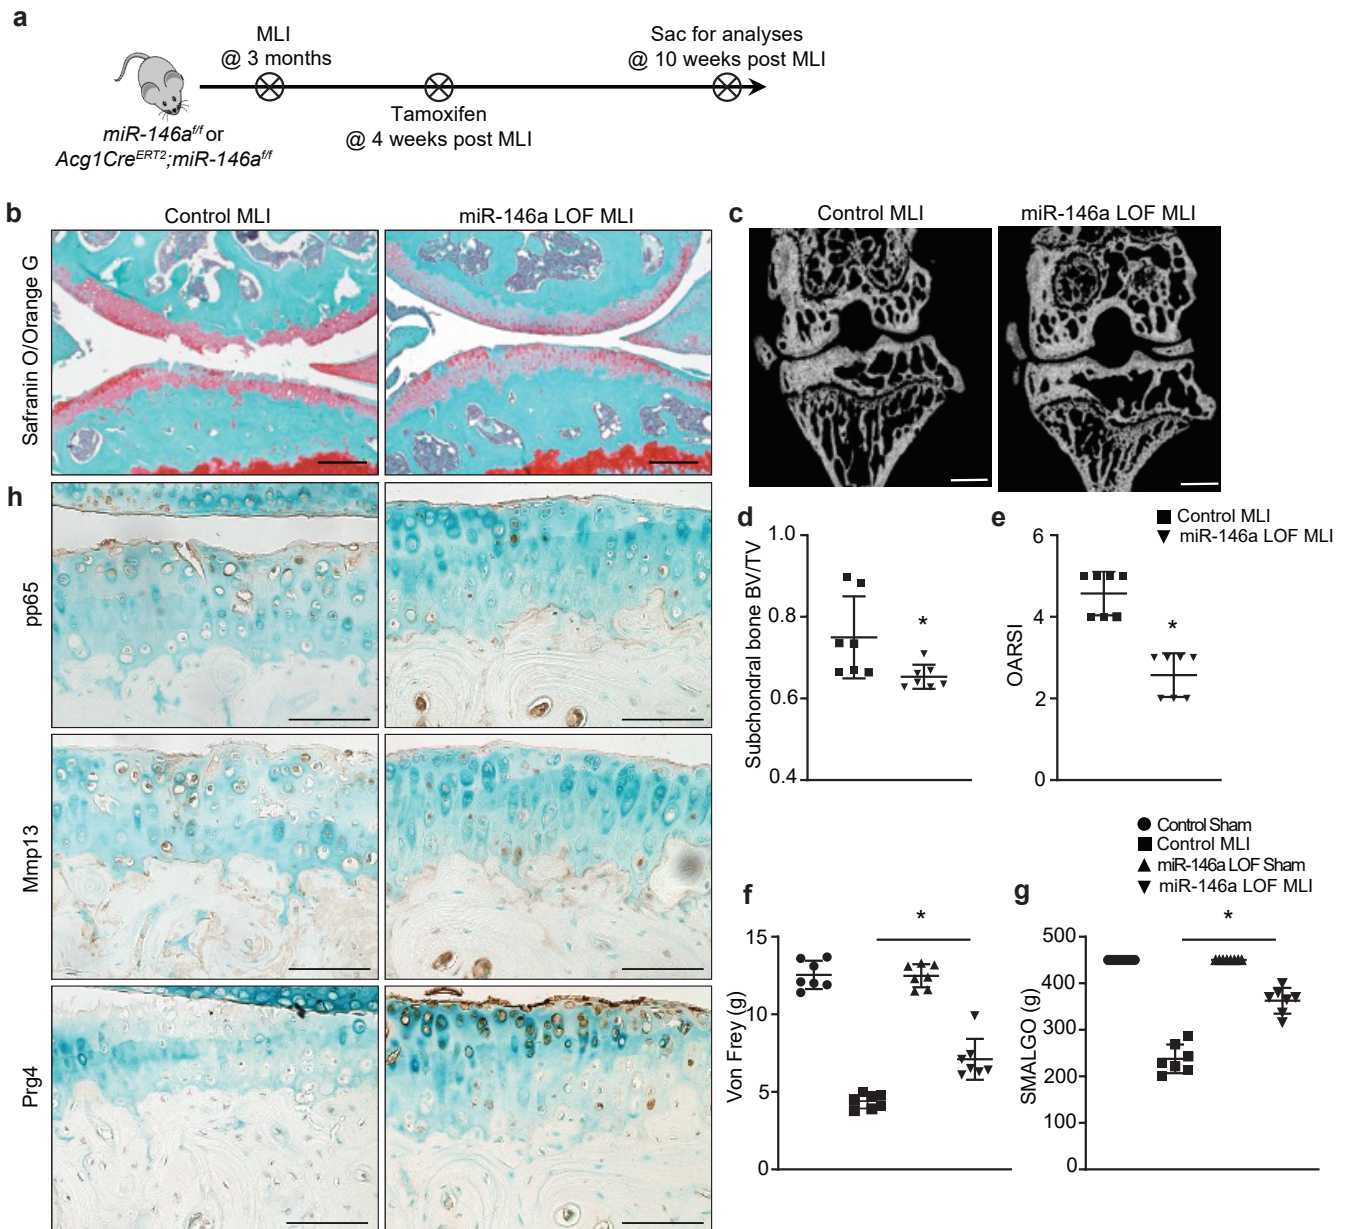 a
MLI
@ 3 months
Sac for analyses
@ 10 weeks post MLI
Tamoxifen
@ 4 weeks post MLI
miR-146af/f or
Acg1CreERT2;miR-146af/f
b
Control MLI
miR-146a LOF MLI
Safranin O/Orange G
c
Control MLI
miR-146a LOF MLI
d
Subchondral bone BV/TV
1.0
0.8
0.6
0.4
*
e
Control MLI
miR-146a LOF MLI
OARSI
6
4
2
0
*
h
pp65
Mmp13
Prg4
Control Sham
Control MLI
miR-146a LOF Sham
miR-146a LOF MLI
f
Von Frey (g)
15
10
5
0
*
g
SMALGO (g)
500
400
300
200
100
0
*